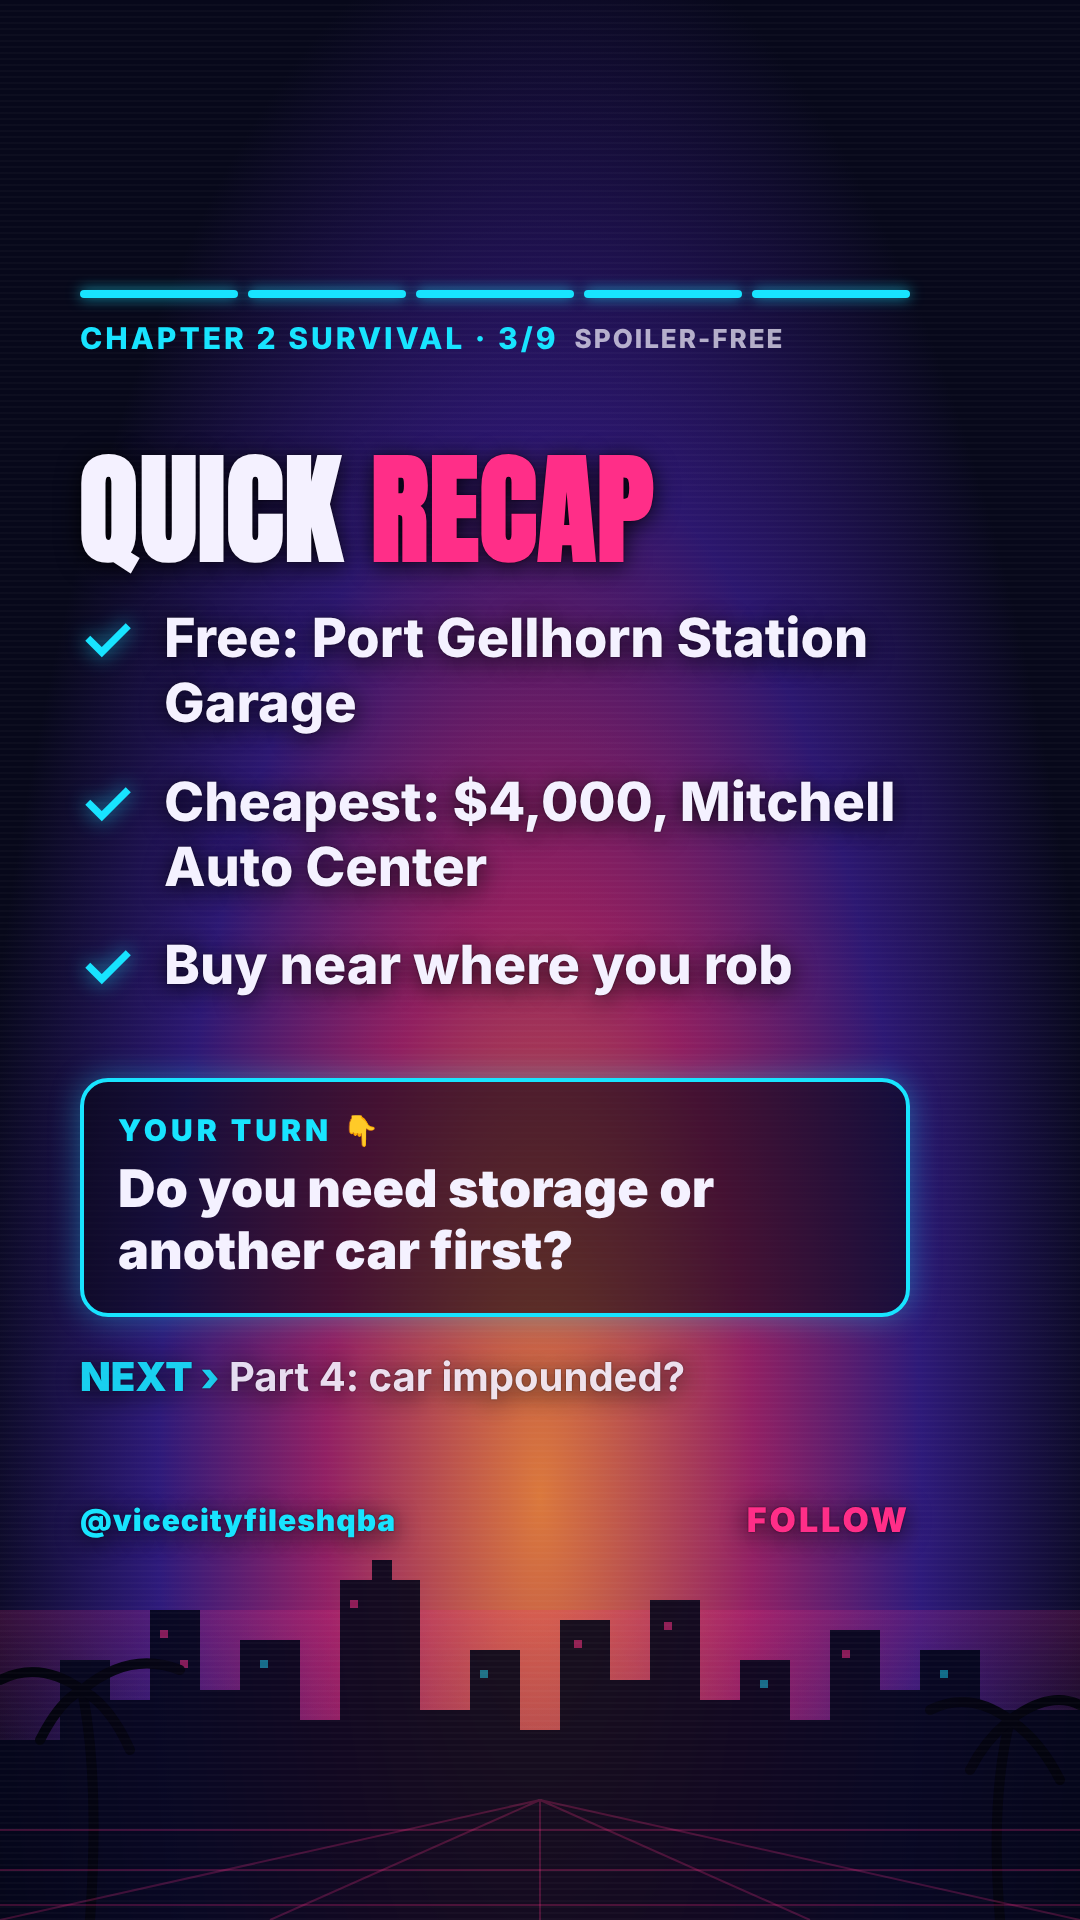 CHAPTER 2 SURVIVAL · 3/9 SPOILER-FREE
QUICK RECAP
Free: Port Gellhorn Station
Garage
Cheapest: $4,000, Mitchell
Auto Center
Buy near where you rob
YOUR TURN 👇
Do you need storage or
another car first?
NEXT › Part 4: car impounded?
@vicecityfileshqba
FOLLOW